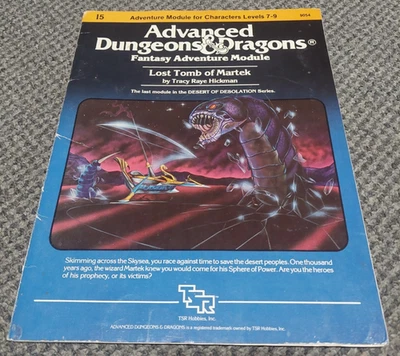 I5
Adventure Module for Characters Levels 7-9
9054
Advanced
Dungeons & Dragons®
Fantasy Adventure Module
Lost Tomb of Martek
by Tracy Raye Hickman
The last module in the DESERT OF DESOLATION Series.
Skimming across the Skysea, you race against time to save the desert peoples. One thousand
years ago, the wizard Martek knew you would come for his Sphere of Power. Are you the heroes
of his prophecy, or its victims?
TSR
TSR Hobbies, Inc.
ADVANCED DUNGEONS & DRAGONS is a registered trademark owned by TSR Hobbies, Inc.